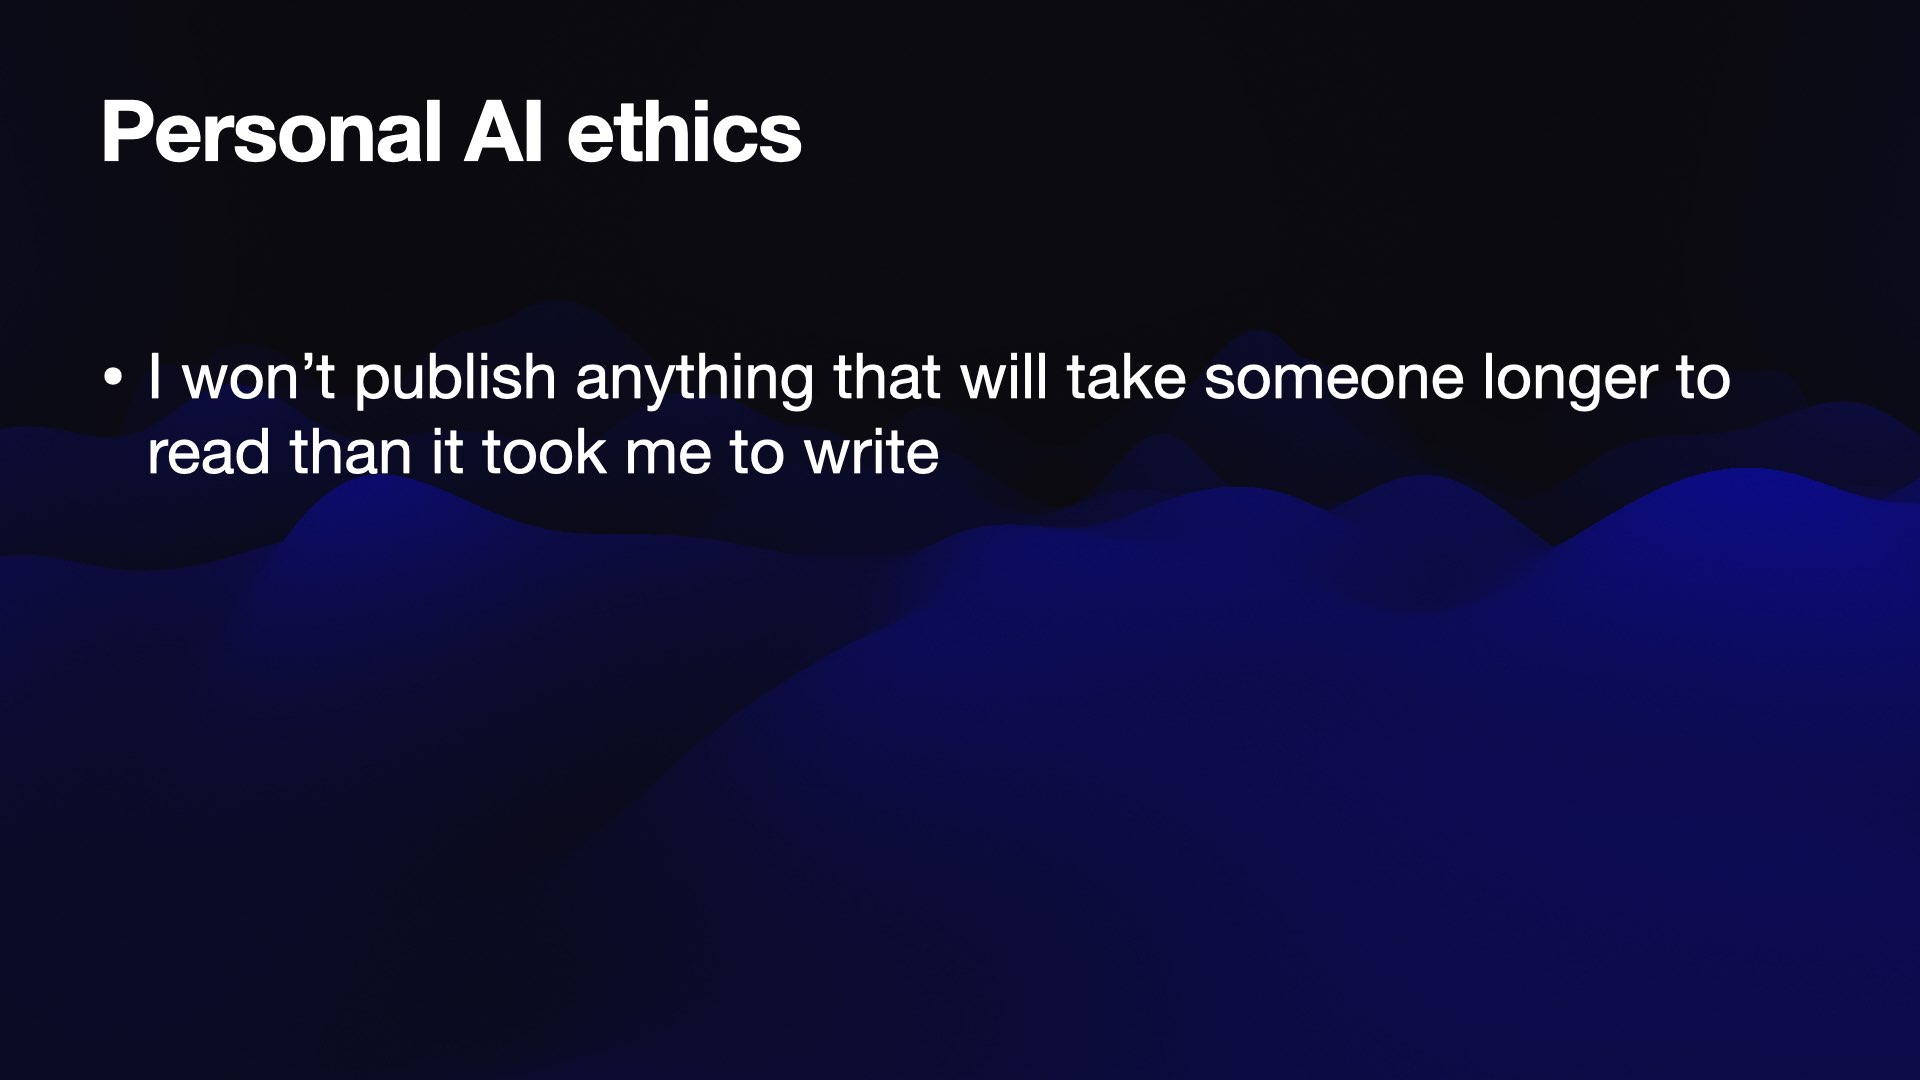 Personal AI ethics
• I won’t publish anything that will take someone longer to
read than it took me to write